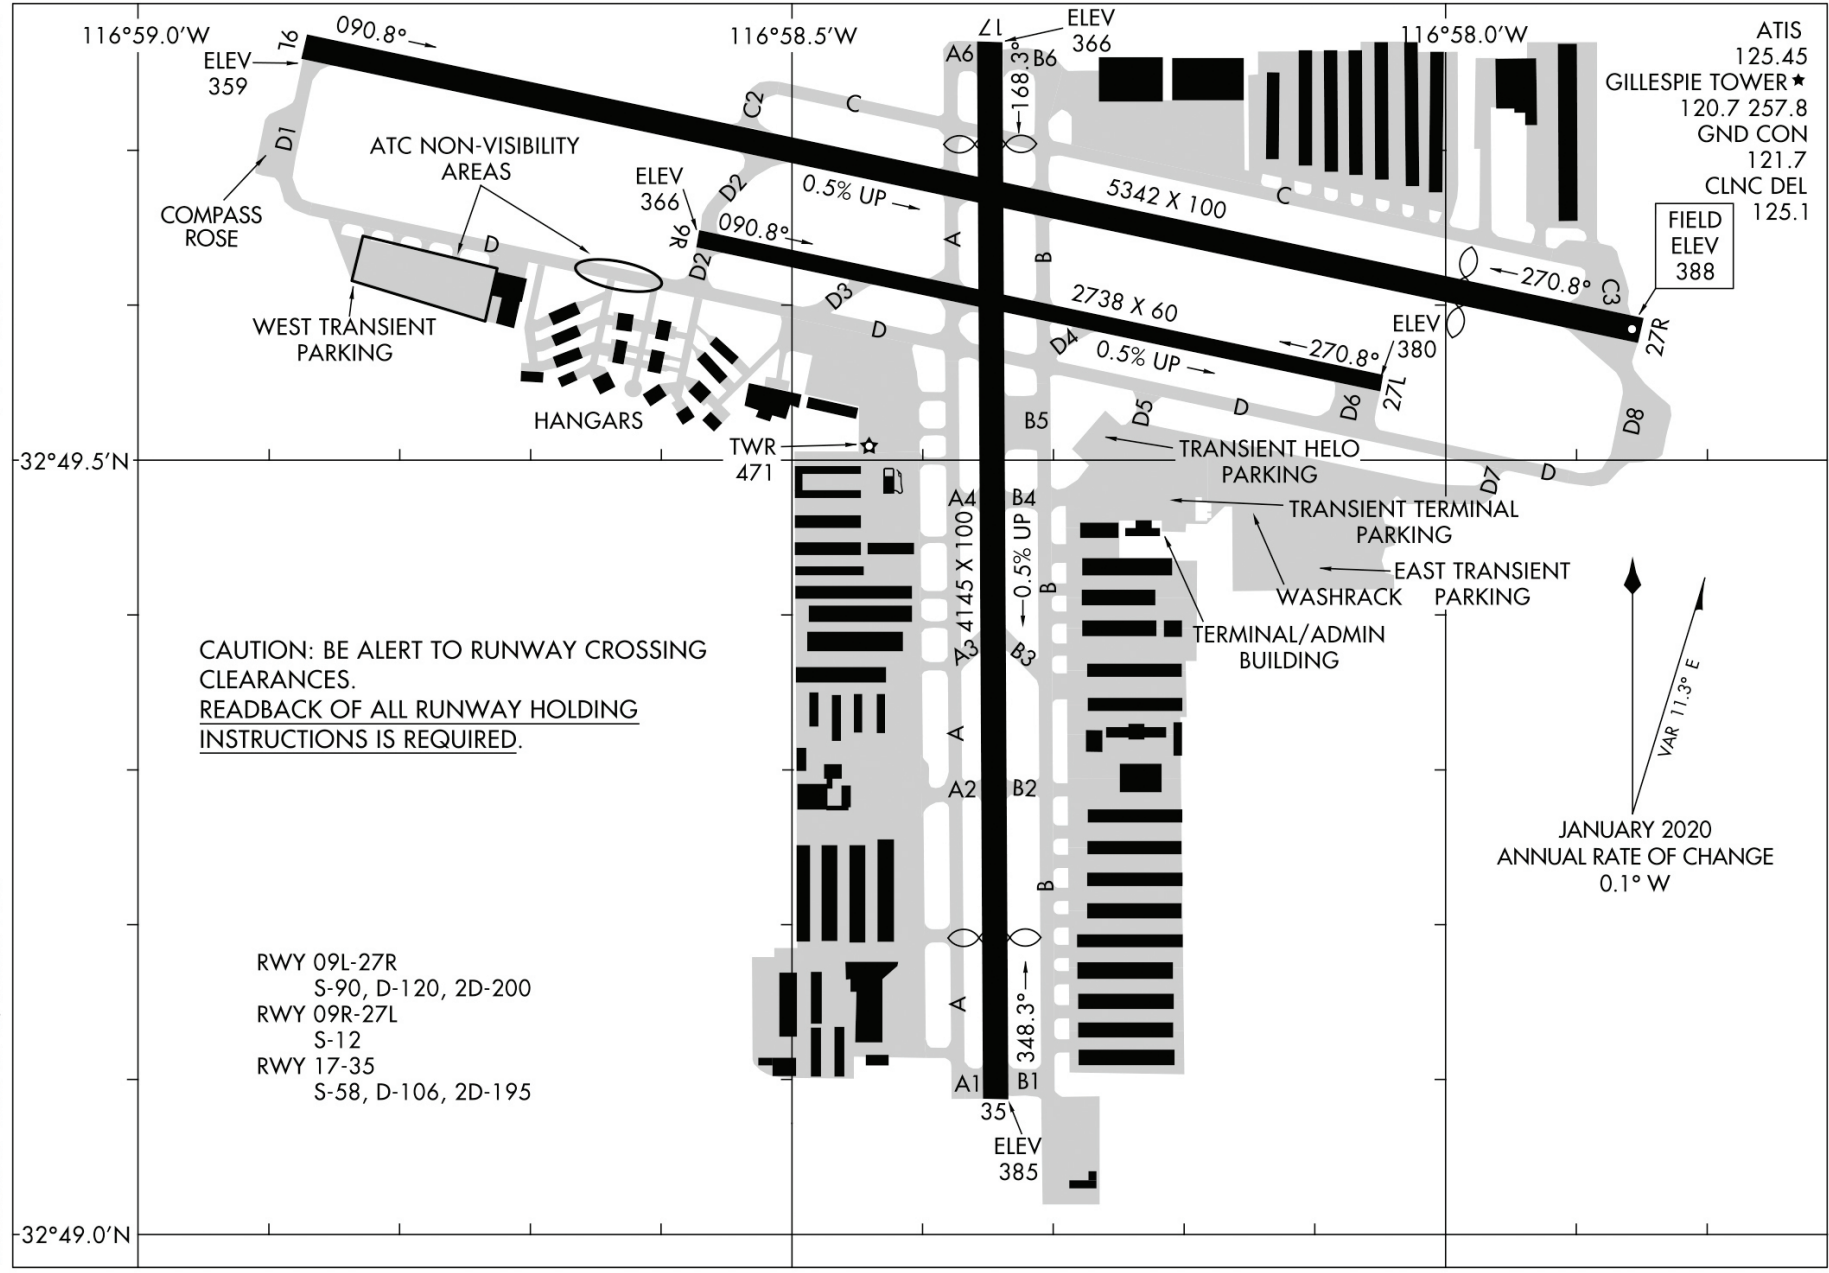 116°59.0'W
116°58.5'W
116°58.0'W
ATIS
125.45
GILLESPIE TOWER
120.7 257.8
GND CON
121.7
CLNC DEL
125.1
FIELD
ELEV
388
9L
090.8°
ELEV
359
17
ELEV
366
A6
B6
168.3°
C2
C
D1
ATC NON-VISIBILITY
AREAS
COMPASS
ROSE
ELEV
366
D2
0.5% UP
5342 X 100
C
9R
090.8°
D2
A
B
D
D3
D
270.8°
C3
27R
WEST TRANSIENT
PARKING
2738 X 60
D4
0.5% UP
270.8°
ELEV
380
27L
HANGARS
B5
D5
D
D6
D8
TWR
471
32°49.5'N
TRANSIENT HELO
PARKING
D7
D
A4
B4
TRANSIENT TERMINAL
PARKING
4145 X 100
0.5% UP
B
EAST TRANSIENT
PARKING
WASHRACK
A3
B3
TERMINAL/ADMIN
BUILDING
CAUTION: BE ALERT TO RUNWAY CROSSING
CLEARANCES.
READBACK OF ALL RUNWAY HOLDING
INSTRUCTIONS IS REQUIRED.
VAR 11.3° E
A
A2
B2
JANUARY 2020
ANNUAL RATE OF CHANGE
0.1° W
B
RWY 09L-27R
S-90, D-120, 2D-200
RWY 09R-27L
S-12
RWY 17-35
S-58, D-106, 2D-195
A
348.3°
A1
B1
35
ELEV
385
32°49.0'N